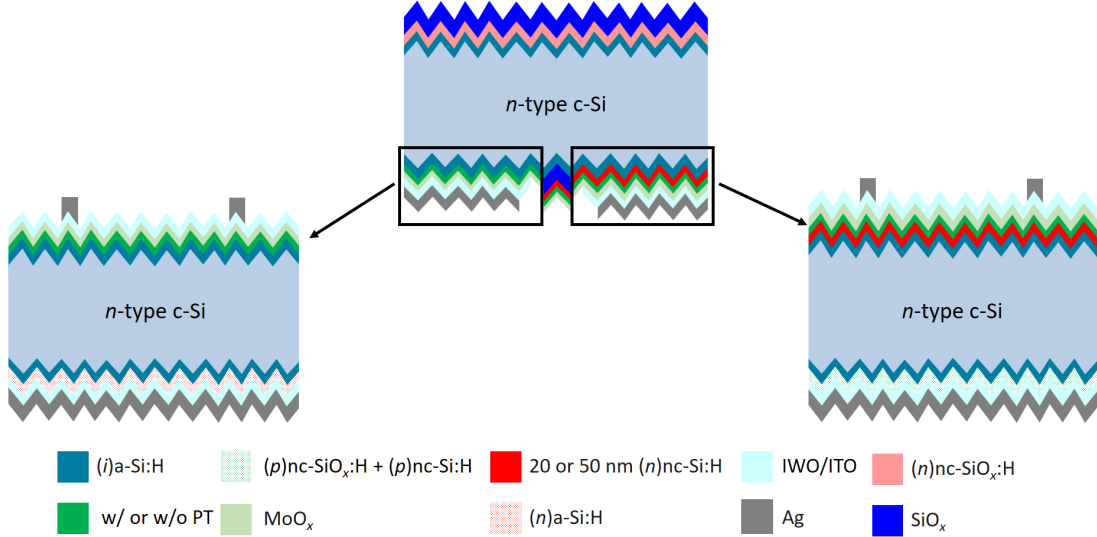 n-type c-Si
n-type c-Si
n-type c-Si
(i)a-Si:H
(p)nc-SiOx:H + (p)nc-Si:H
20 or 50 nm (n)nc-Si:H
IWO/ITO
(n)nc-SiOx:H
w/ or w/o PT
MoOx
(n)a-Si:H
Ag
SiOx